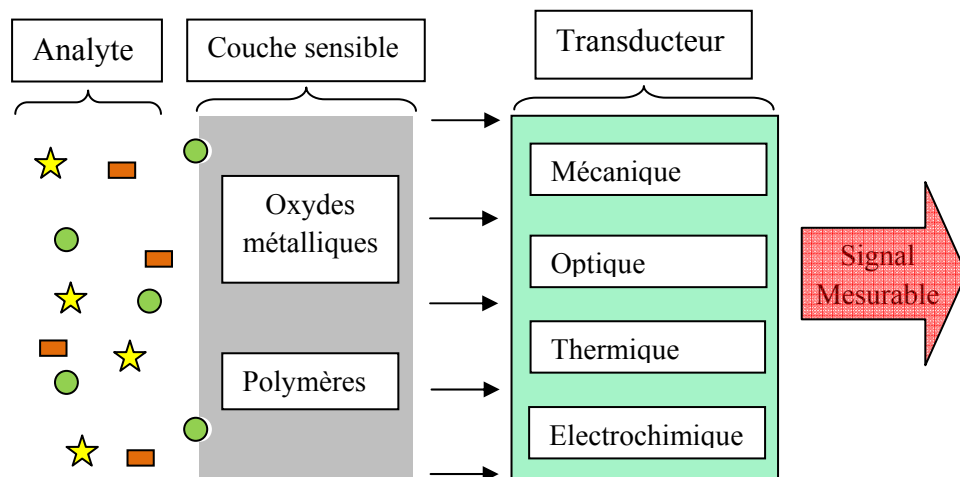 Analyte
Couche sensible
Transducteur
Oxydes
métalliques
Polymères
Mécanique
Optique
Thermique
Electrochimique
Signal
Mesurable